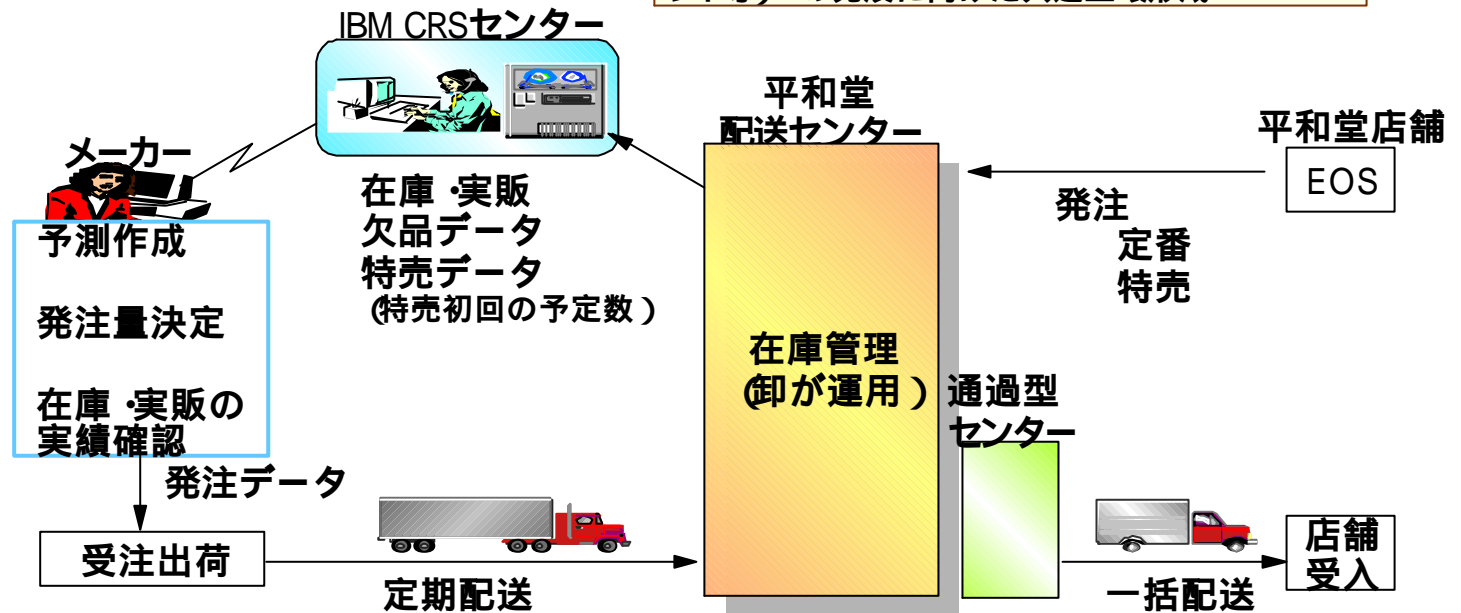 IBM CRSセンター
平和堂
配送センター
平和堂店舗
EOS
メーカー
予測作成
発注量決定
在庫・実販の
実績確認
在庫・実販
欠品データ
特売データ
(特売初回の予定数)
発注
定番
特売
在庫管理
(卸が運用)
通過型
センター
発注データ
受注出荷
定期配送
一括配送
店舗
受入